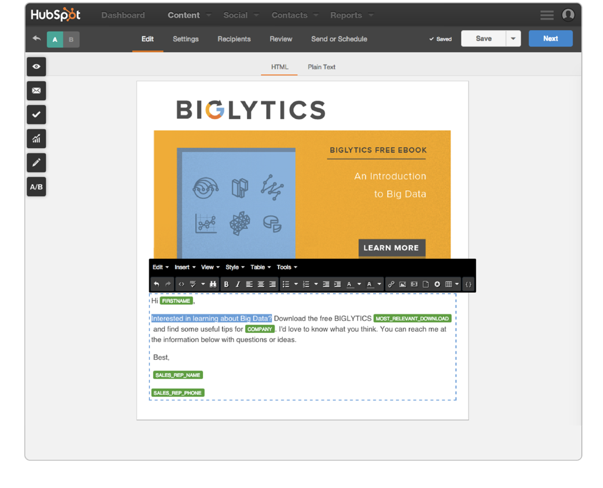 HubSpot Dashboard Content Social Contacts Reports
A B Edit Settings Recipients Review Send or Schedule Saved Save Next
HTML Plain Text
BIGLYTICS
BIGLYTICS FREE EBOOK
An Introduction
to Big Data
LEARN MORE
Edit Insert View Style Table Tools
B I A A
Hi FIRSTNAME ,
Interested in learning about Big Data? Download the free BIGLYTICS MOST_RELEVANT_DOWNLOAD
and find some useful tips for COMPANY . I'd love to know what you think. You can reach me at
the information below with questions or ideas.
Best,
SALES_REP_NAME
SALES_REP_PHONE
A/B